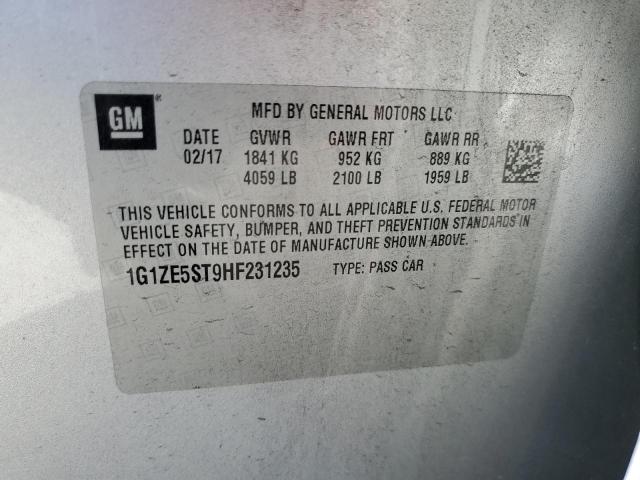 GM®
MFD BY GENERAL MOTORS LLC
DATE GVWR GAWR FRT GAWR RR
02/17 1841 KG 952 KG 889 KG
4059 LB 2100 LB 1959 LB
THIS VEHICLE CONFORMS TO ALL APPLICABLE U.S. FEDERAL MOTOR
VEHICLE SAFETY, BUMPER, AND THEFT PREVENTION STANDARDS IN
EFFECT ON THE DATE OF MANUFACTURE SHOWN ABOVE.
1G1ZE5ST9HF231235 TYPE: PASS CAR